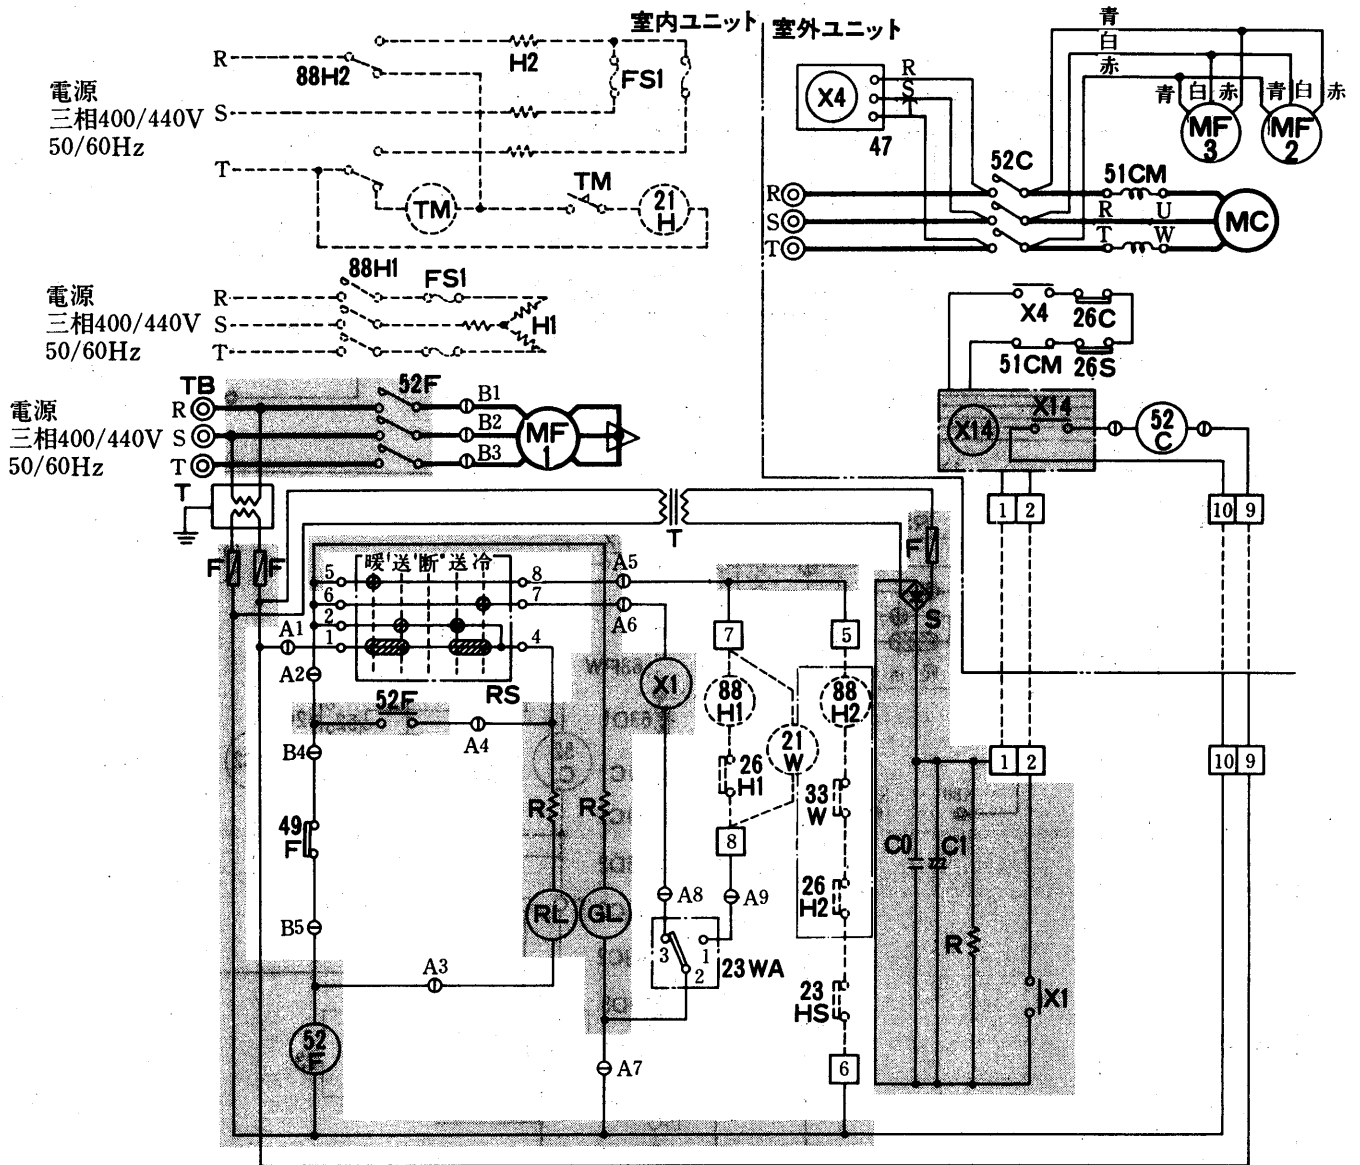 室内ユニット
室外ユニット
青
白
赤
R
88H2
H2
FS1
電源
三相400/440V
50/60Hz
S
T
TM
TM
21
H
X4
R
S
T
47
52C
青 白 赤
青 白 赤
MF
3
MF
2
51CM
R
S
T
R
T
U
W
MC
88H1
FS1
電源
三相400/440V
50/60Hz
R
S
T
H1
X4
26C
51CM
26S
TB
52F
電源
三相400/440V
50/60Hz
R
S
T
B1
B2
B3
MF
1
X14
X14
52
C
T
T
1
2
10
9
F
F
F
暖 送 断 送 冷
5
6
2
1
8
7
4
A5
A6
A1
A2
RS
S
7
5
X1
88
H1
88
H2
21
W
52F
A4
B4
26
H1
33
W
1
2
10
9
R
R
49
F
8
C0
C1
26
H2
A8
A9
RL
GL
B5
3
1
2
23WA
R
A3
23
HS
X1
52
F
6
A7